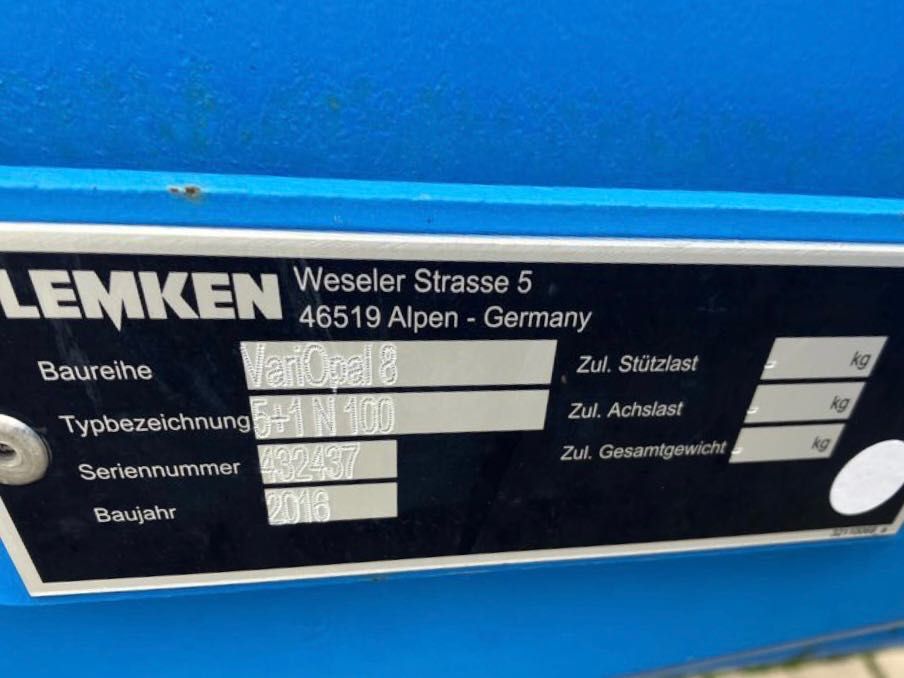 LEMKEN
Weseler Strasse 5
46519 Alpen - Germany
Baureihe VariOpal 8
Typbezeichnung 5+1 N 100
Seriennummer 432437
Baujahr 2016
Zul. Stützlast - kg
Zul. Achslast - kg
Zul. Gesamtgewicht - kg